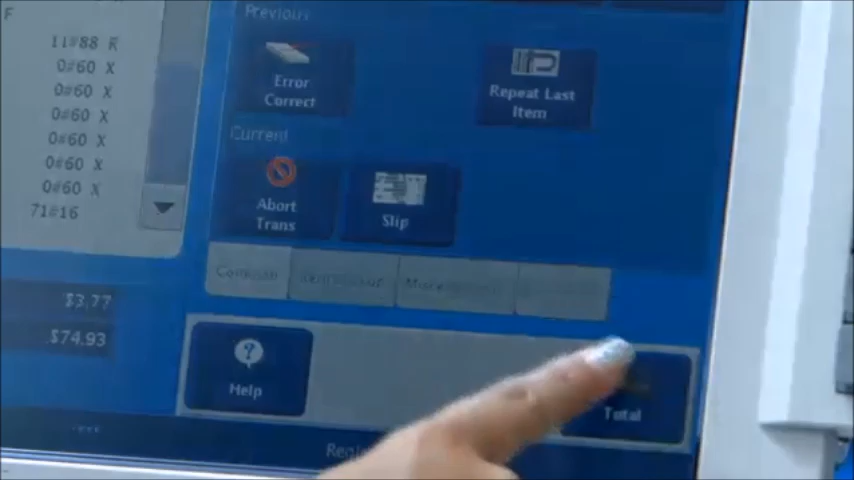 F
Previous
11#88 R
0#60 X
0#60 X
0#60 X
0#60 X
0#60 X
0#60 X
71#16
Error
Correct
Repeat Last
Item
Current
Abort
Trans
Slip
$3.77
$74.93
Help
Total